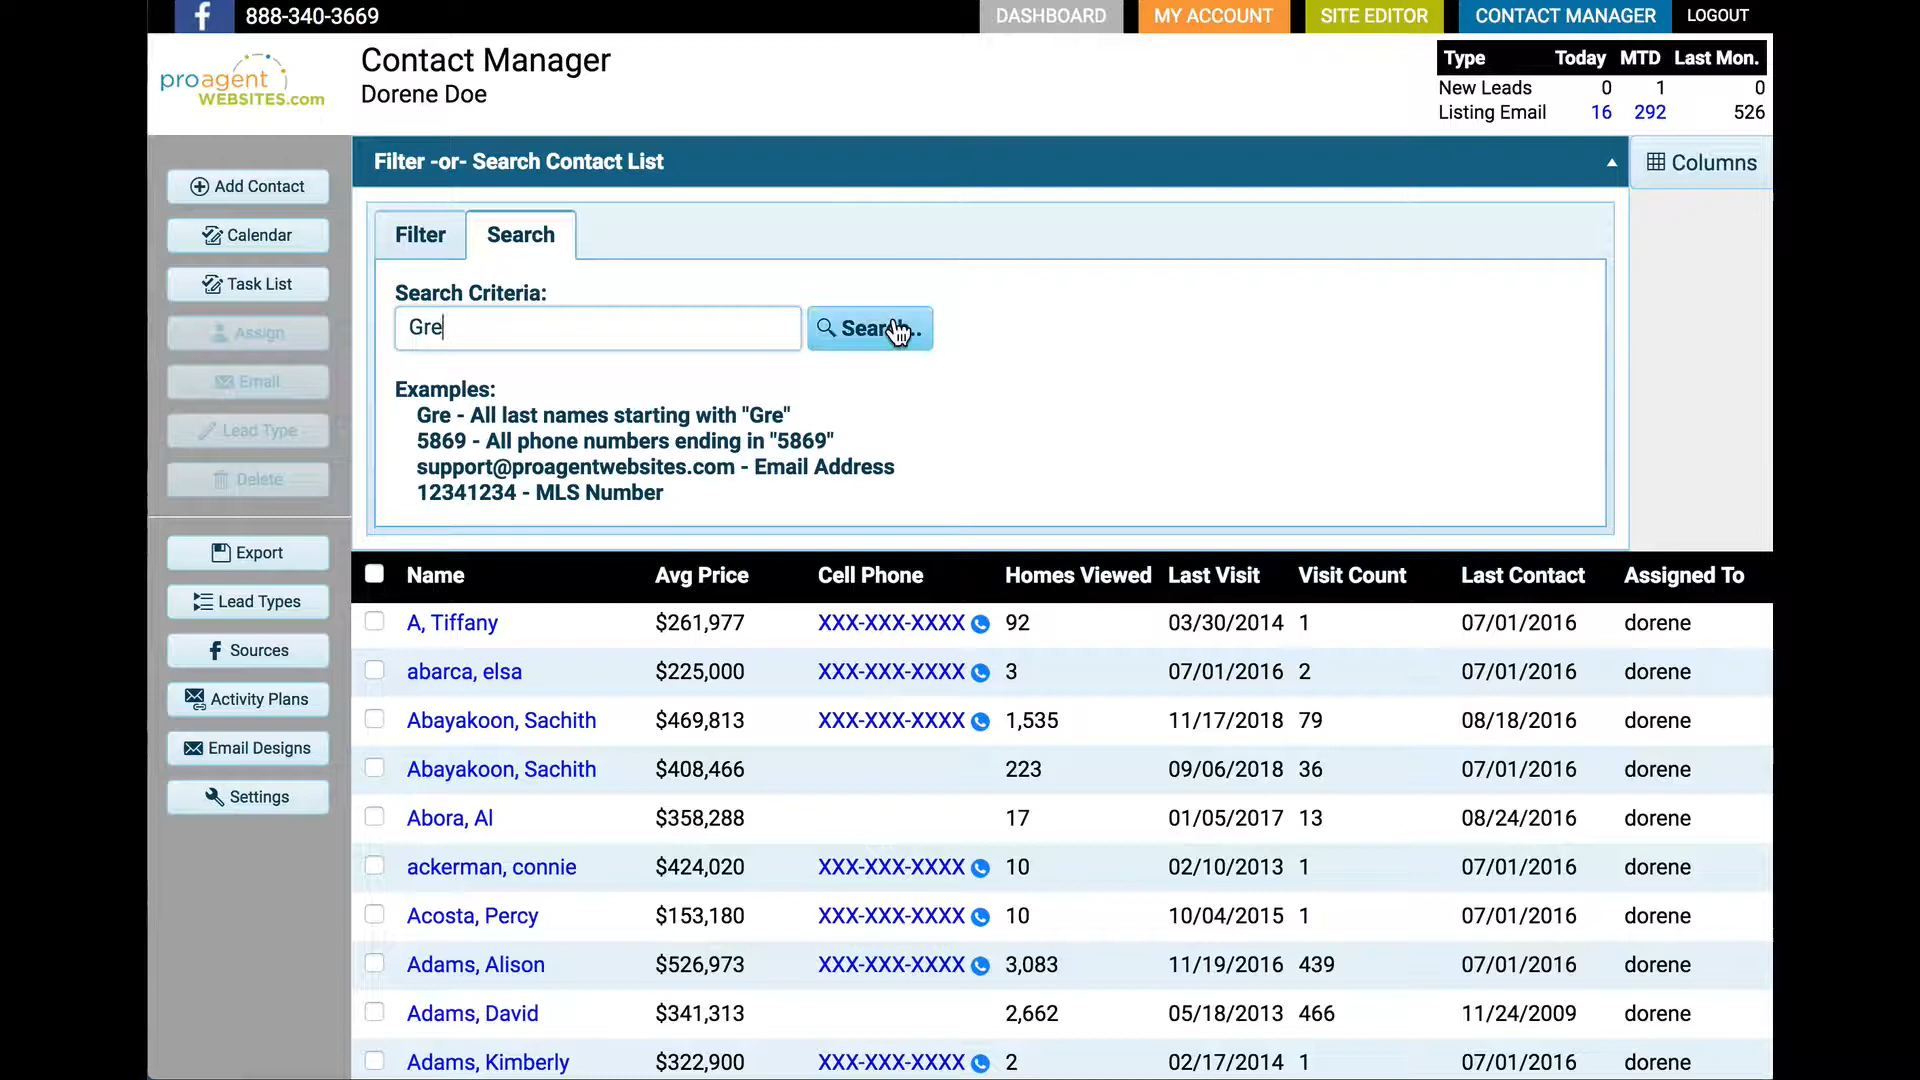 888-340-3669
DASHBOARD MY ACCOUNT SITE EDITOR CONTACT MANAGER LOGOUT
proagent
WEBSITES.com
Contact Manager
Dorene Doe
Type Today MTD Last Mon.
New Leads 0 1 0
Listing Email 16 292 526
Filter -or- Search Contact List
Columns
Add Contact
Calendar
Task List
Assign
Email
Lead Type
Delete
Export
Lead Types
Sources
Activity Plans
Email Designs
Settings
Filter Search
Search Criteria:
Gre
Examples:
Gre - All last names starting with "Gre"
5869 - All phone numbers ending in "5869"
support@proagentwebsites.com - Email Address
12341234 - MLS Number
Name Avg Price Cell Phone Homes Viewed Last Visit Visit Count Last Contact Assigned To
A, Tiffany $261,977 XXX-XXX-XXXX 92 03/30/2014 1 07/01/2016 dorene
abarca, elsa $225,000 XXX-XXX-XXXX 3 07/01/2016 2 07/01/2016 dorene
Abayakoon, Sachith $469,813 XXX-XXX-XXXX 1,535 11/17/2018 79 08/18/2016 dorene
Abayakoon, Sachith $408,466 223 09/06/2018 36 07/01/2016 dorene
Abora, Al $358,288 17 01/05/2017 13 08/24/2016 dorene
ackerman, connie $424,020 XXX-XXX-XXXX 10 02/10/2013 1 07/01/2016 dorene
Acosta, Percy $153,180 XXX-XXX-XXXX 10 10/04/2015 1 07/01/2016 dorene
Adams, Alison $526,973 XXX-XXX-XXXX 3,083 11/19/2016 439 07/01/2016 dorene
Adams, David $341,313 2,662 05/18/2013 466 11/24/2009 dorene
Adams, Kimberly $322,900 XXX-XXX-XXXX 2 02/17/2014 1 07/01/2016 dorene